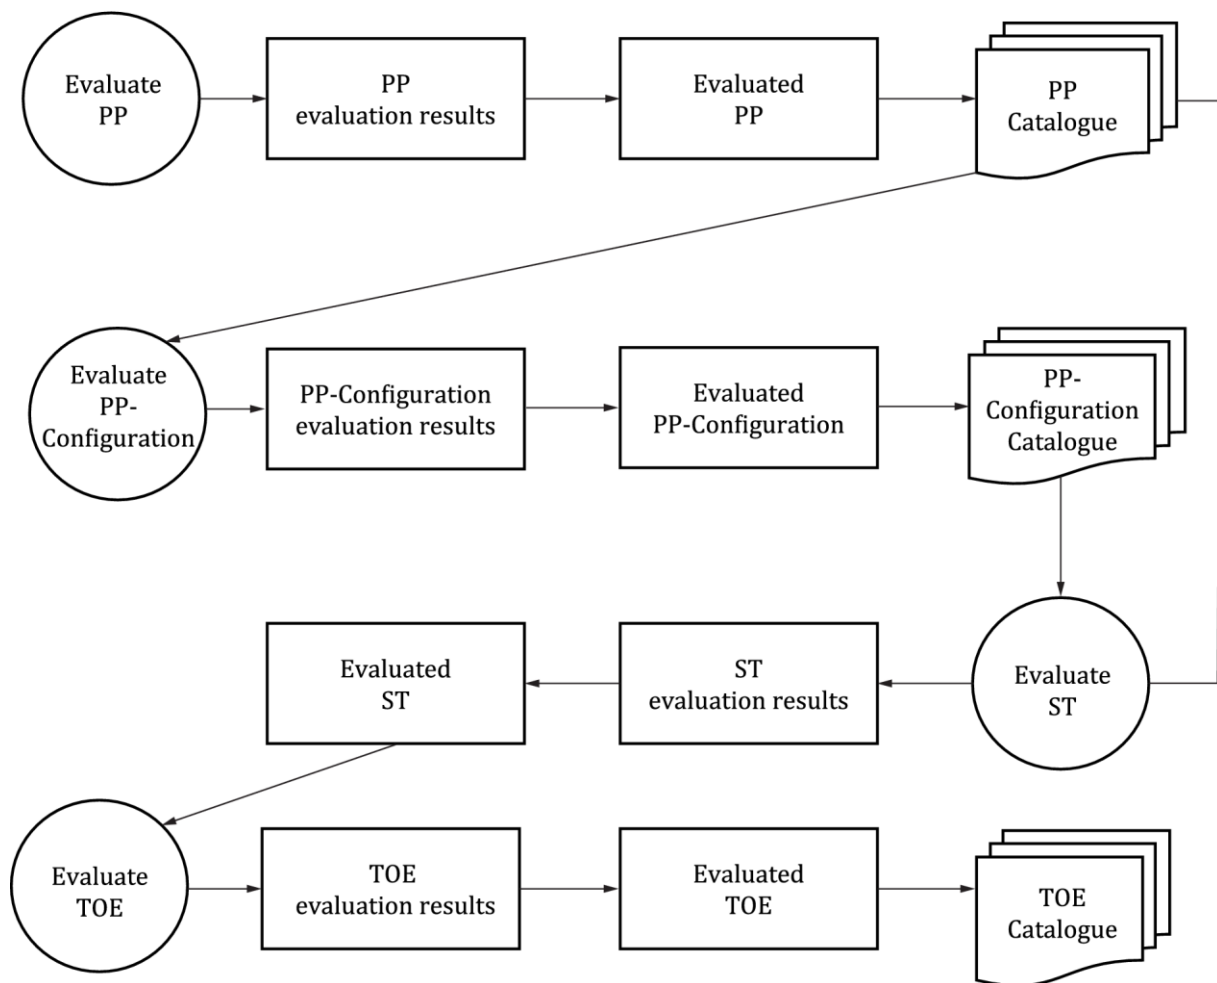 Evaluate
PP
PP
evaluation results
Evaluated
PP
PP
Catalogue
Evaluate
PP-
Configuration
PP-Configuration
evaluation results
Evaluated
PP-Configuration
PP-
Configuration
Catalogue
Evaluated
ST
ST
evaluation results
Evaluate
ST
Evaluate
TOE
TOE
evaluation results
Evaluated
TOE
TOE
Catalogue